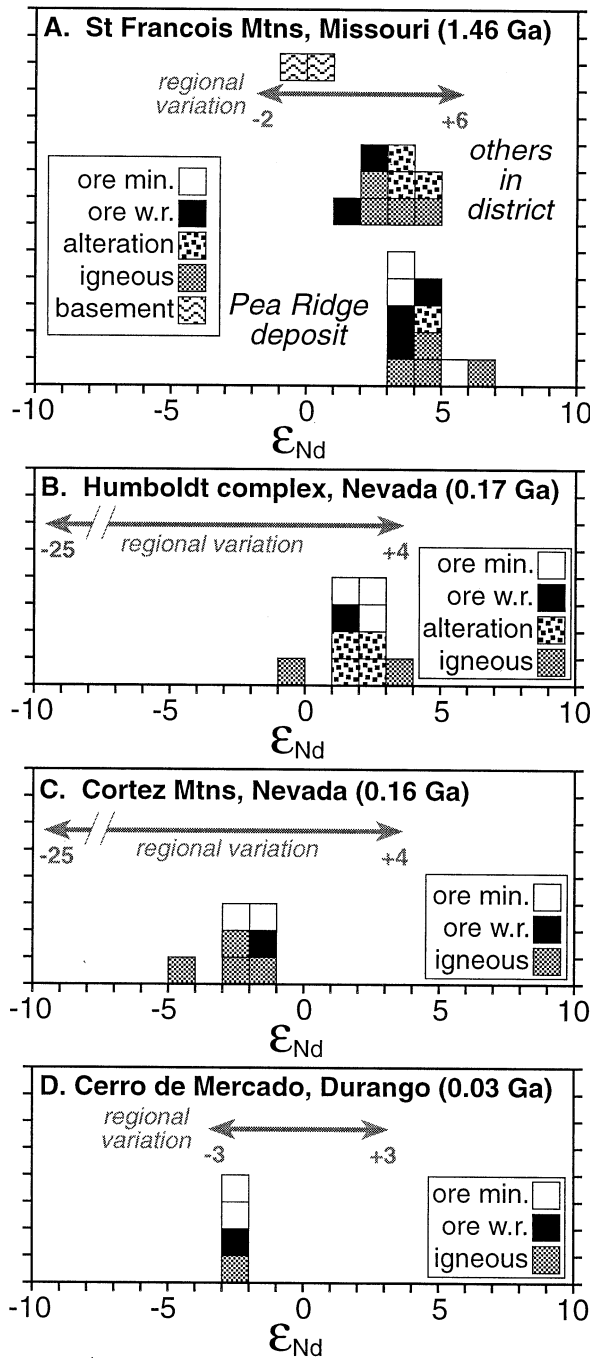 A. St Francois Mtns, Missouri (1.46 Ga)
regional
variation
-2
+6
others
in
district
ore min.
ore w.r.
alteration
igneous
basement
Pea Ridge
deposit
-10 -5 0 5 10
εNd
B. Humboldt complex, Nevada (0.17 Ga)
-25 regional variation +4
ore min.
ore w.r.
alteration
igneous
-10 -5 0 5 10
εNd
C. Cortez Mtns, Nevada (0.16 Ga)
-25 regional variation +4
ore min.
ore w.r.
igneous
-10 -5 0 5 10
εNd
D. Cerro de Mercado, Durango (0.03 Ga)
regional
variation
-3 +3
ore min.
ore w.r.
igneous
-10 -5 0 5 10
εNd